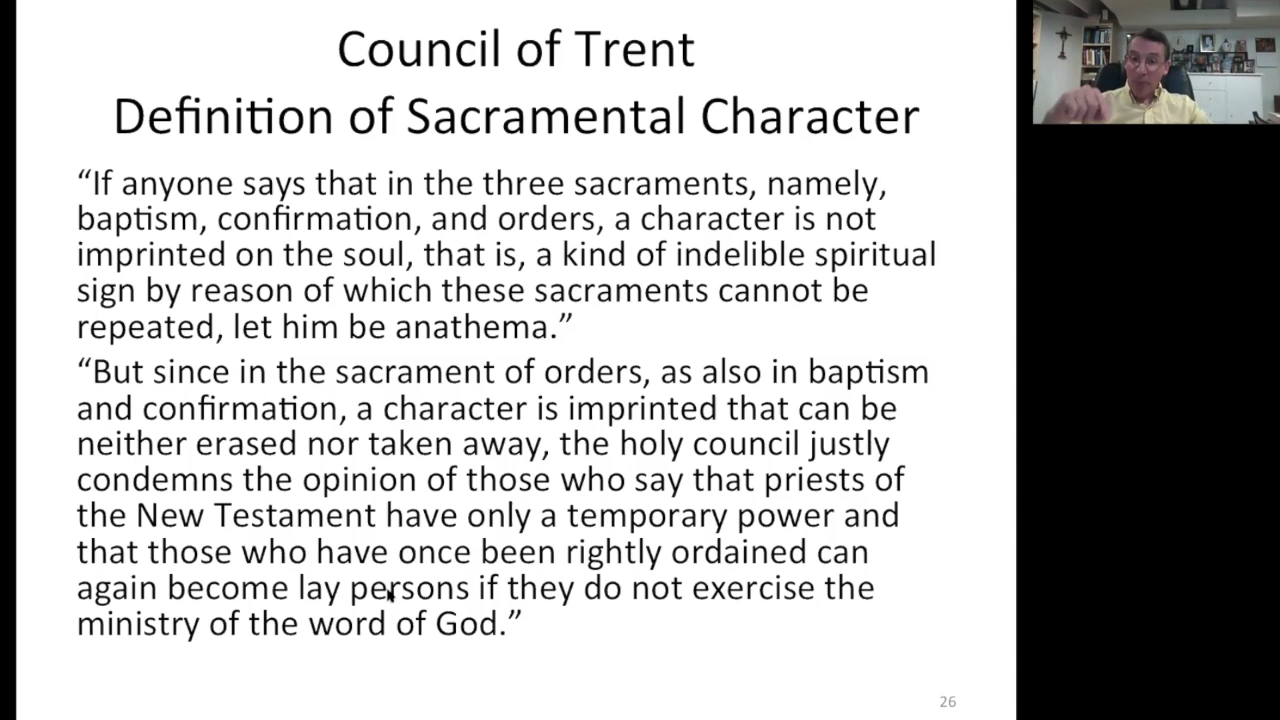 Council of Trent
Definition of Sacramental Character
“If anyone says that in the three sacraments, namely,
baptism, confirmation, and orders, a character is not
imprinted on the soul, that is, a kind of indelible spiritual
sign by reason of which these sacraments cannot be
repeated, let him be anathema.”
“But since in the sacrament of orders, as also in baptism
and confirmation, a character is imprinted that can be
neither erased nor taken away, the holy council justly
condemns the opinion of those who say that priests of
the New Testament have only a temporary power and
that those who have once been rightly ordained can
again become lay persons if they do not exercise the
ministry of the word of God.”
26